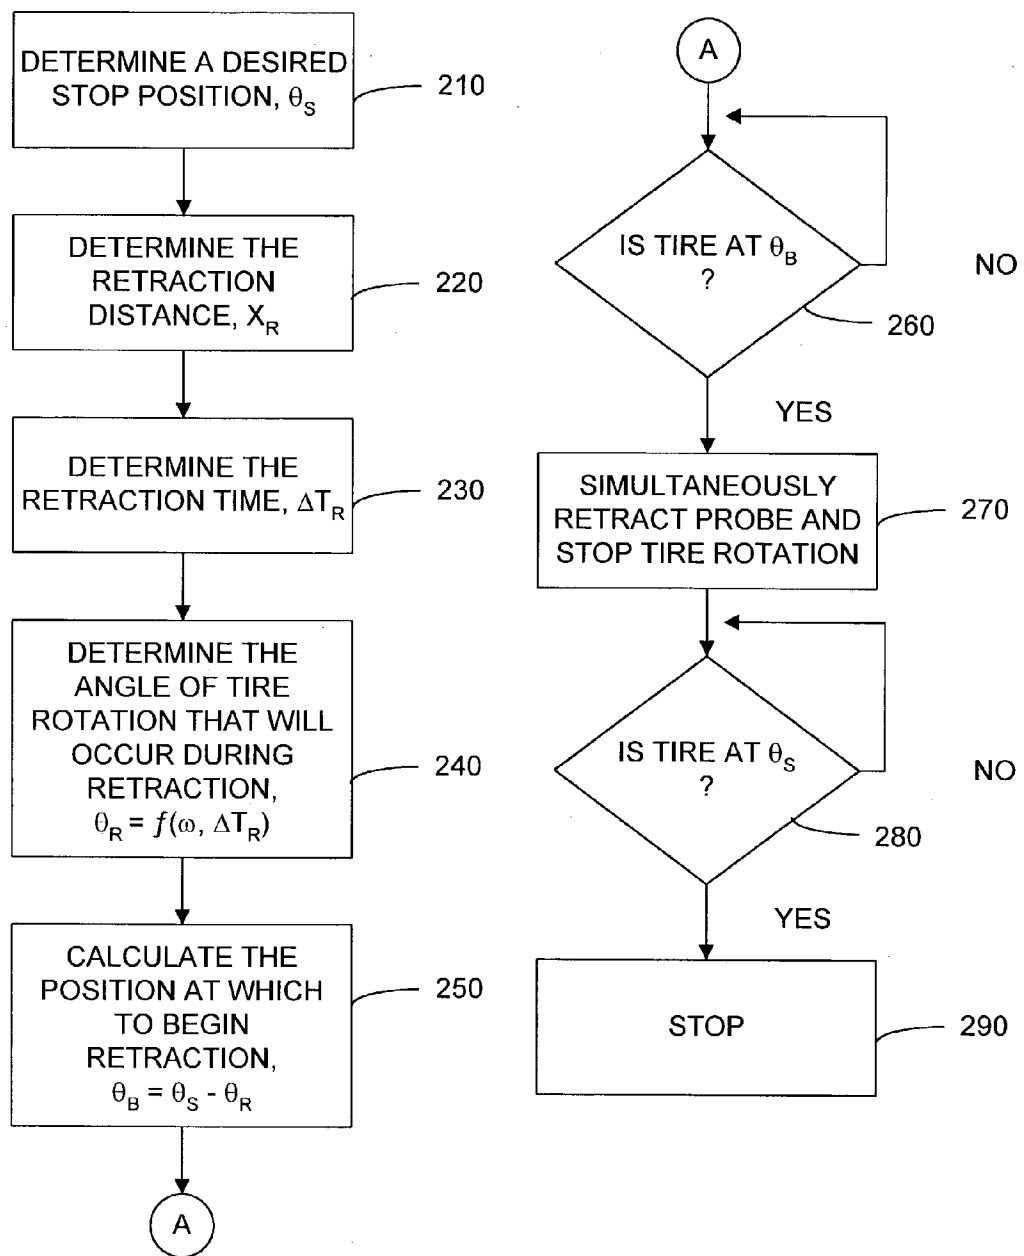 DETERMINE A DESIRED
STOP POSITION, θS
210
DETERMINE THE
RETRACTION
DISTANCE, XR
220
DETERMINE THE
RETRACTION TIME, ΔTR
230
DETERMINE THE
ANGLE OF TIRE
ROTATION THAT WILL
OCCUR DURING
RETRACTION,
θR = f(ω, ΔTR)
240
CALCULATE THE
POSITION AT WHICH
TO BEGIN
RETRACTION,
θB = θS - θR
250
A
A
IS TIRE AT θB
?
NO
260
YES
SIMULTANEOUSLY
RETRACT PROBE AND
STOP TIRE ROTATION
270
IS TIRE AT θS
?
NO
280
YES
STOP
290